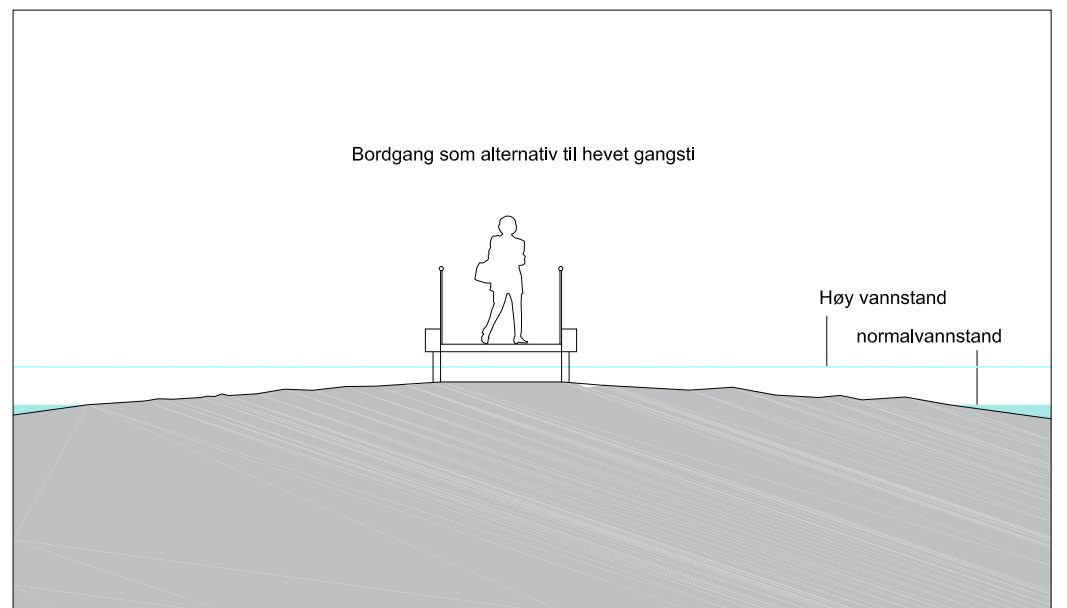 Bordgang som alternativ til hevet gangsti
Høy vannstand
normalvannstand